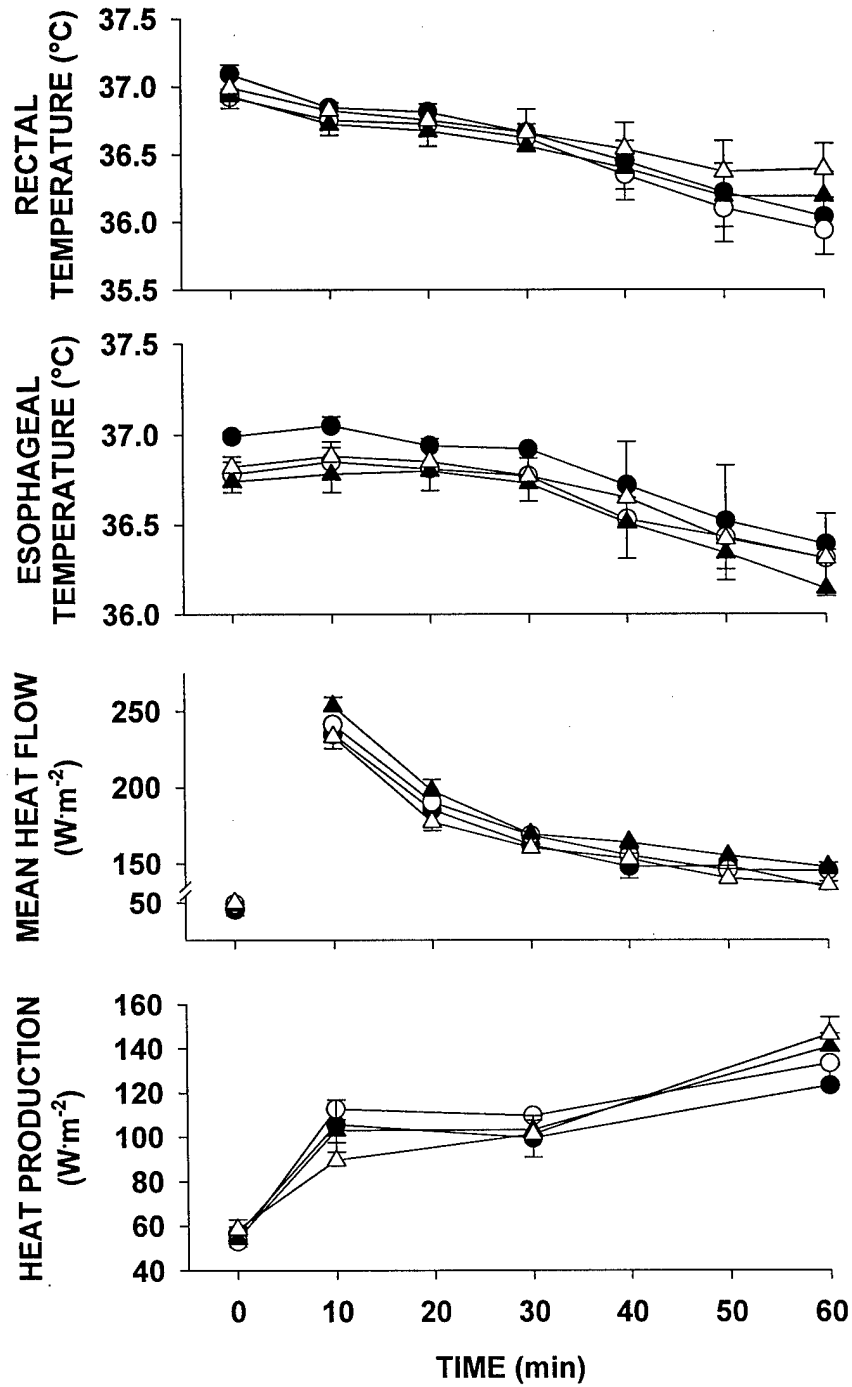 RECTAL
TEMPERATURE (°C)
37.5
37.0
36.5
36.0
35.5
ESOPHAGEAL
TEMPERATURE (°C)
37.5
37.0
36.5
36.0
MEAN HEAT FLOW
(W·m-2)
250
200
150
50
HEAT PRODUCTION
(W·m-2)
160
140
120
100
80
60
40
0 10 20 30 40 50 60
TIME (min)